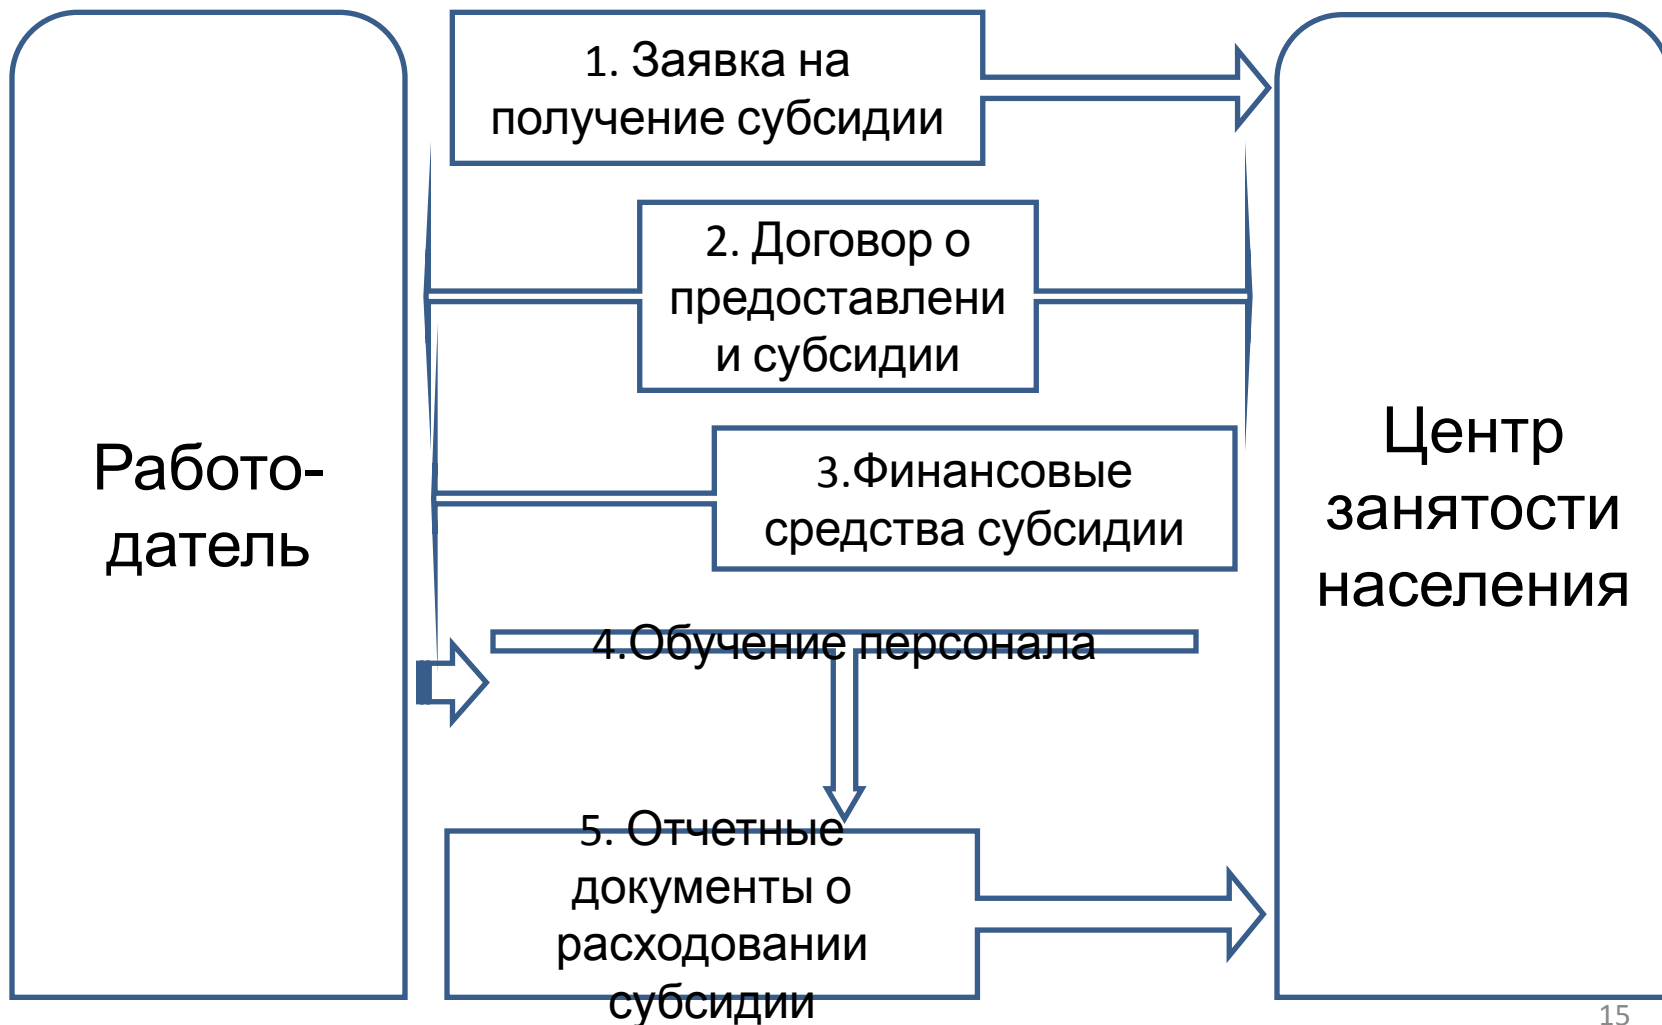 1. Заявка на
получение субсидии
2. Договор о
предоставлени
и субсидии
3.Финансовые
средства субсидии
Работо-
датель
Центр
занятости
населения
4.Обучение персонала
5. Отчетные
документы о
расходовании
субсидии
15